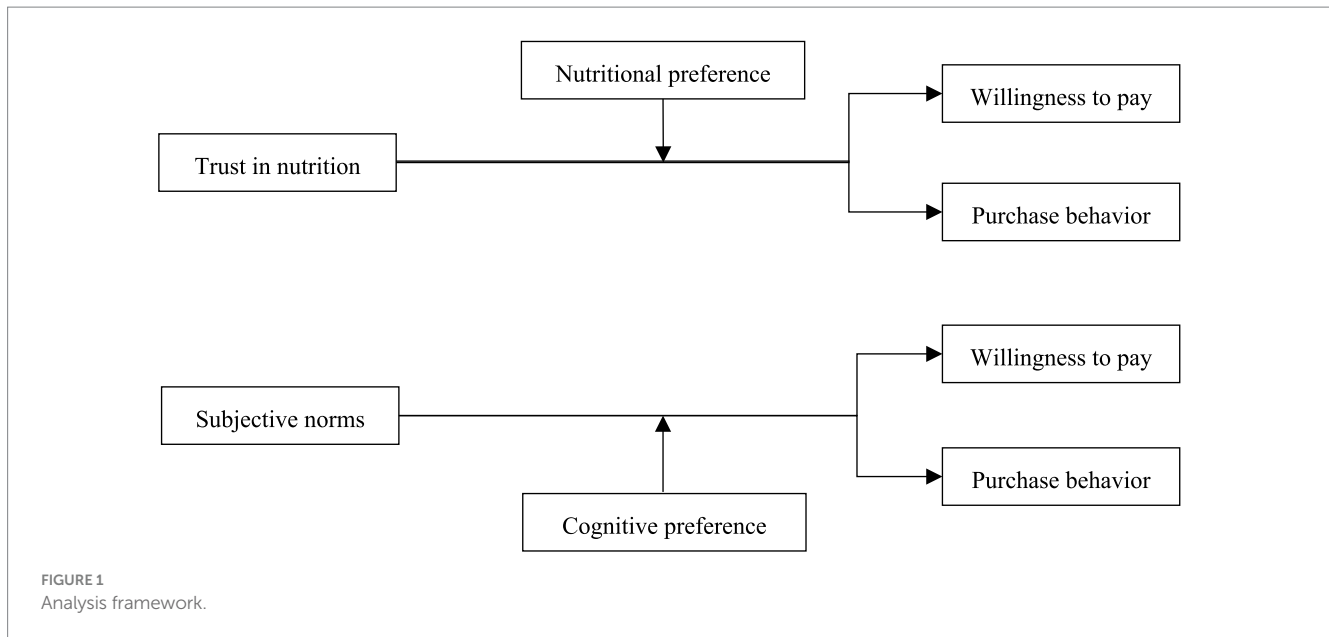 Nutritional preference
Willingness to pay
Trust in nutrition
Purchase behavior
Willingness to pay
Subjective norms
Purchase behavior
Cognitive preference
FIGURE 1
Analysis framework.